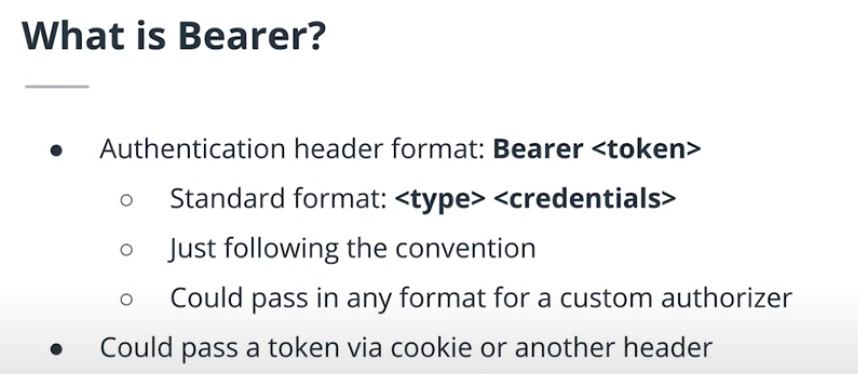 What is Bearer?
● Authentication header format: Bearer <token>
○ Standard format: <type> <credentials>
○ Just following the convention
○ Could pass in any format for a custom authorizer
● Could pass a token via cookie or another header